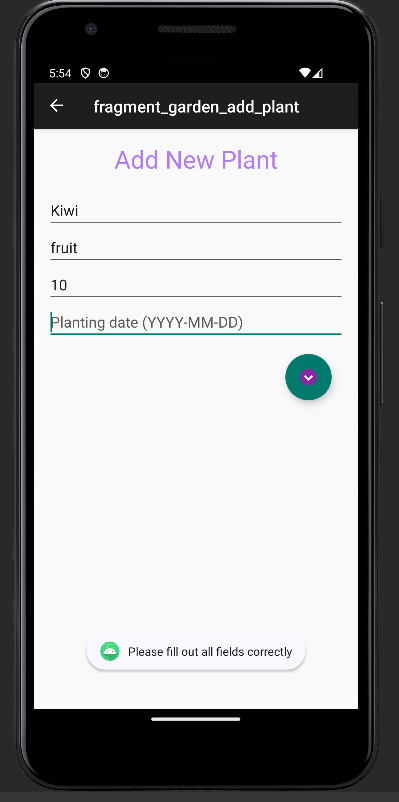 5:54
fragment_garden_add_plant
Add New Plant
Kiwi
fruit
10
Planting date (YYYY-MM-DD)
Please fill out all fields correctly